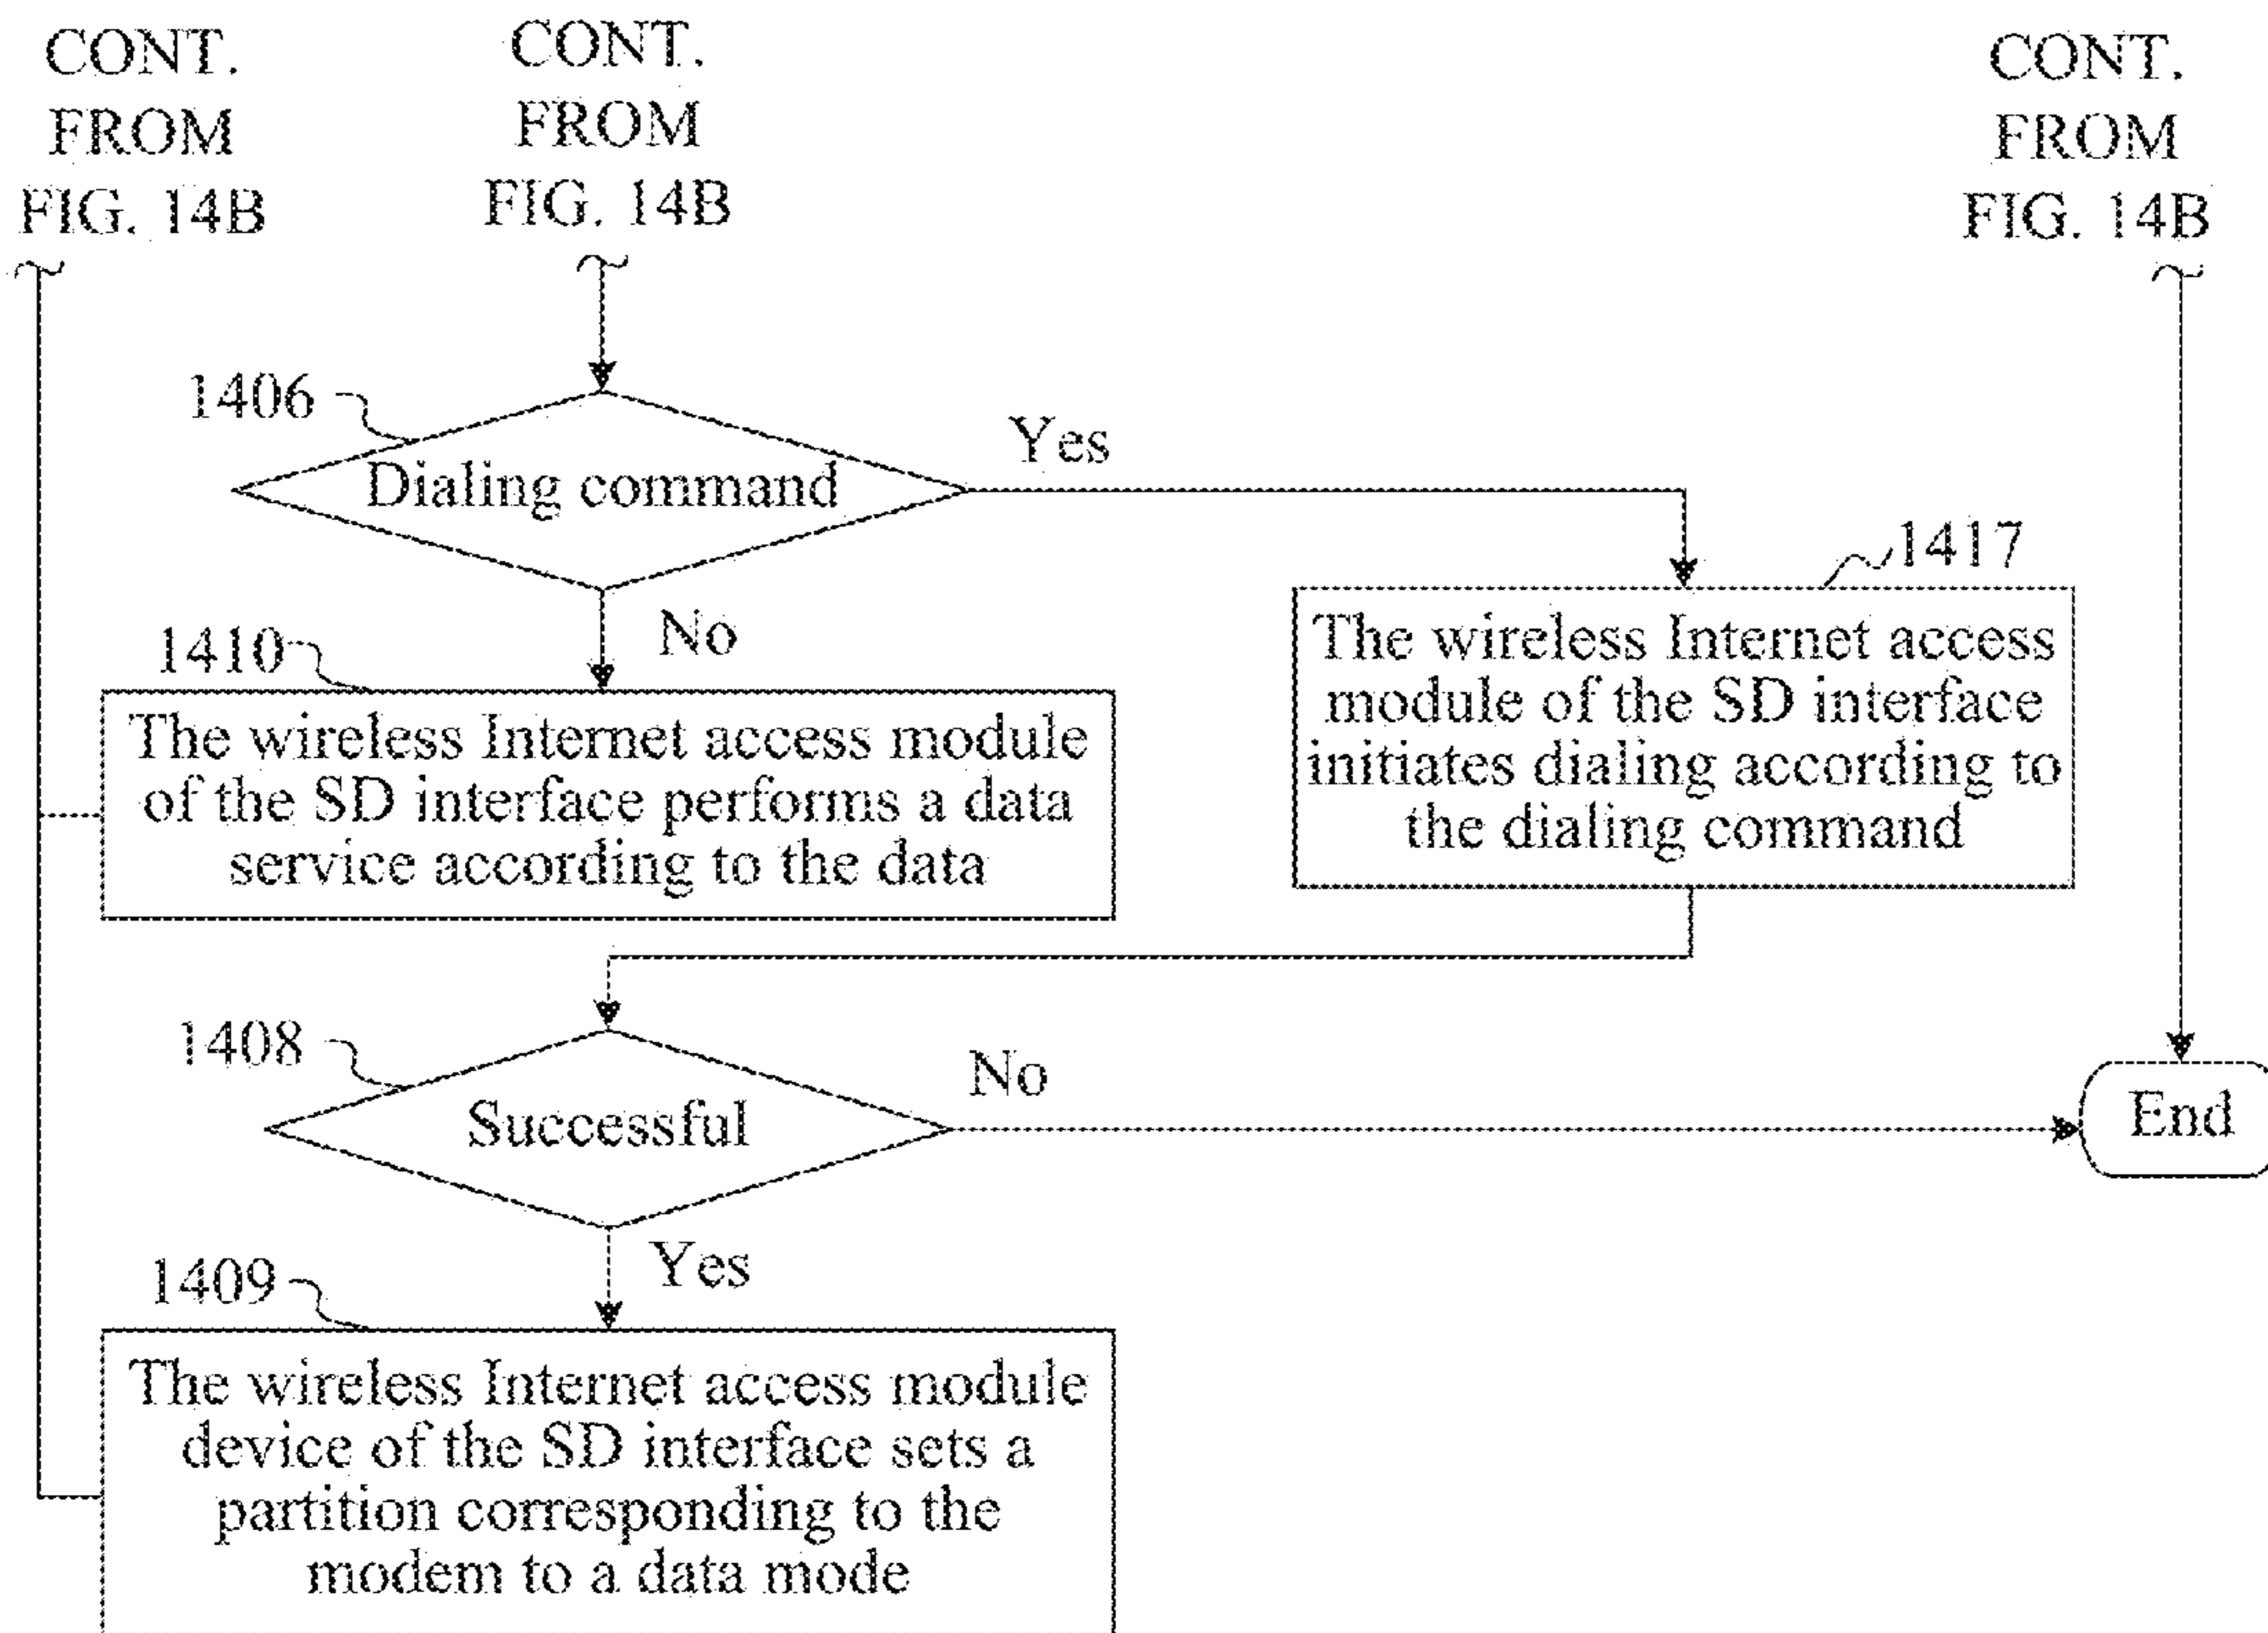 CONT.
FROM
FIG. 14B
CONT.
FROM
FIG. 14B
CONT.
FROM
FIG. 14B
1406
Dialing command
Yes
No
1417
The wireless Internet access
module of the SD interface
initiates dialing according to
the dialing command
1410
The wireless Internet access module
of the SD interface performs a data
service according to the data
1408
Successful
No
End
Yes
1409
The wireless Internet access module
device of the SD interface sets a
partition corresponding to the
modem to a data mode